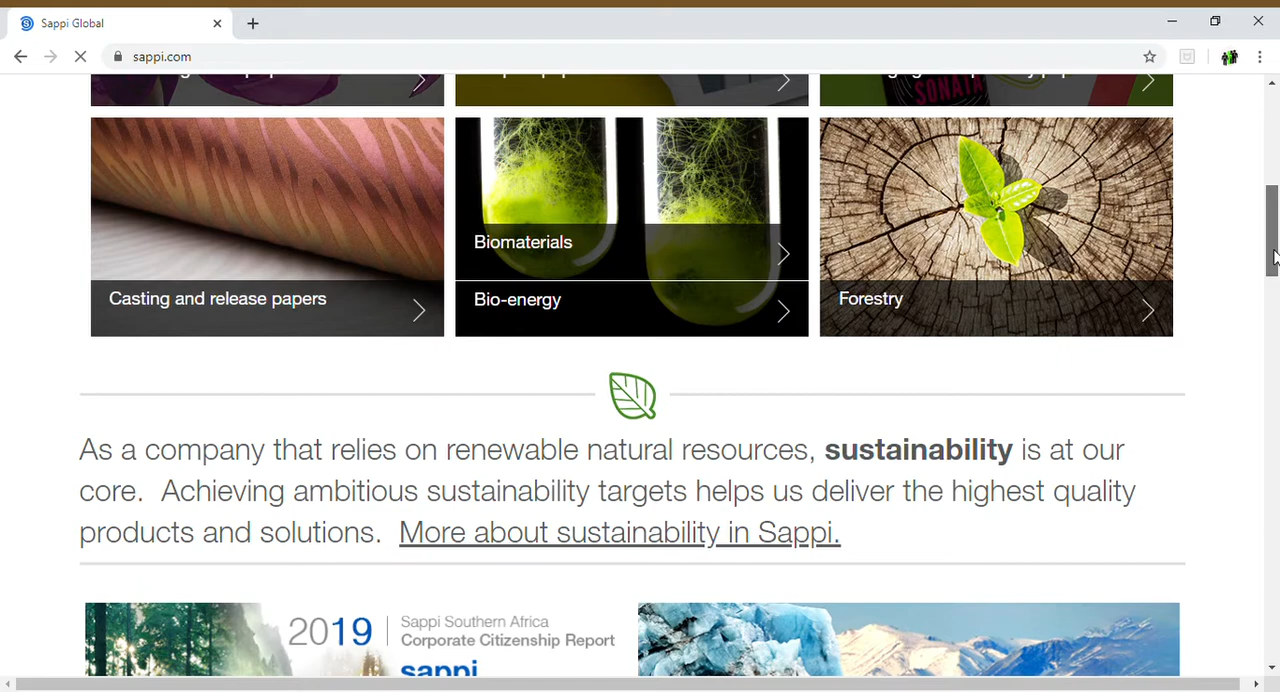 Sappi Global
sappi.com
SONATA
Casting and release papers
Biomaterials
Bio-energy
Forestry
As a company that relies on renewable natural resources, sustainability is at our
core. Achieving ambitious sustainability targets helps us deliver the highest quality
products and solutions. More about sustainability in Sappi.
2019
Sappi Southern Africa
Corporate Citizenship Report
sappi